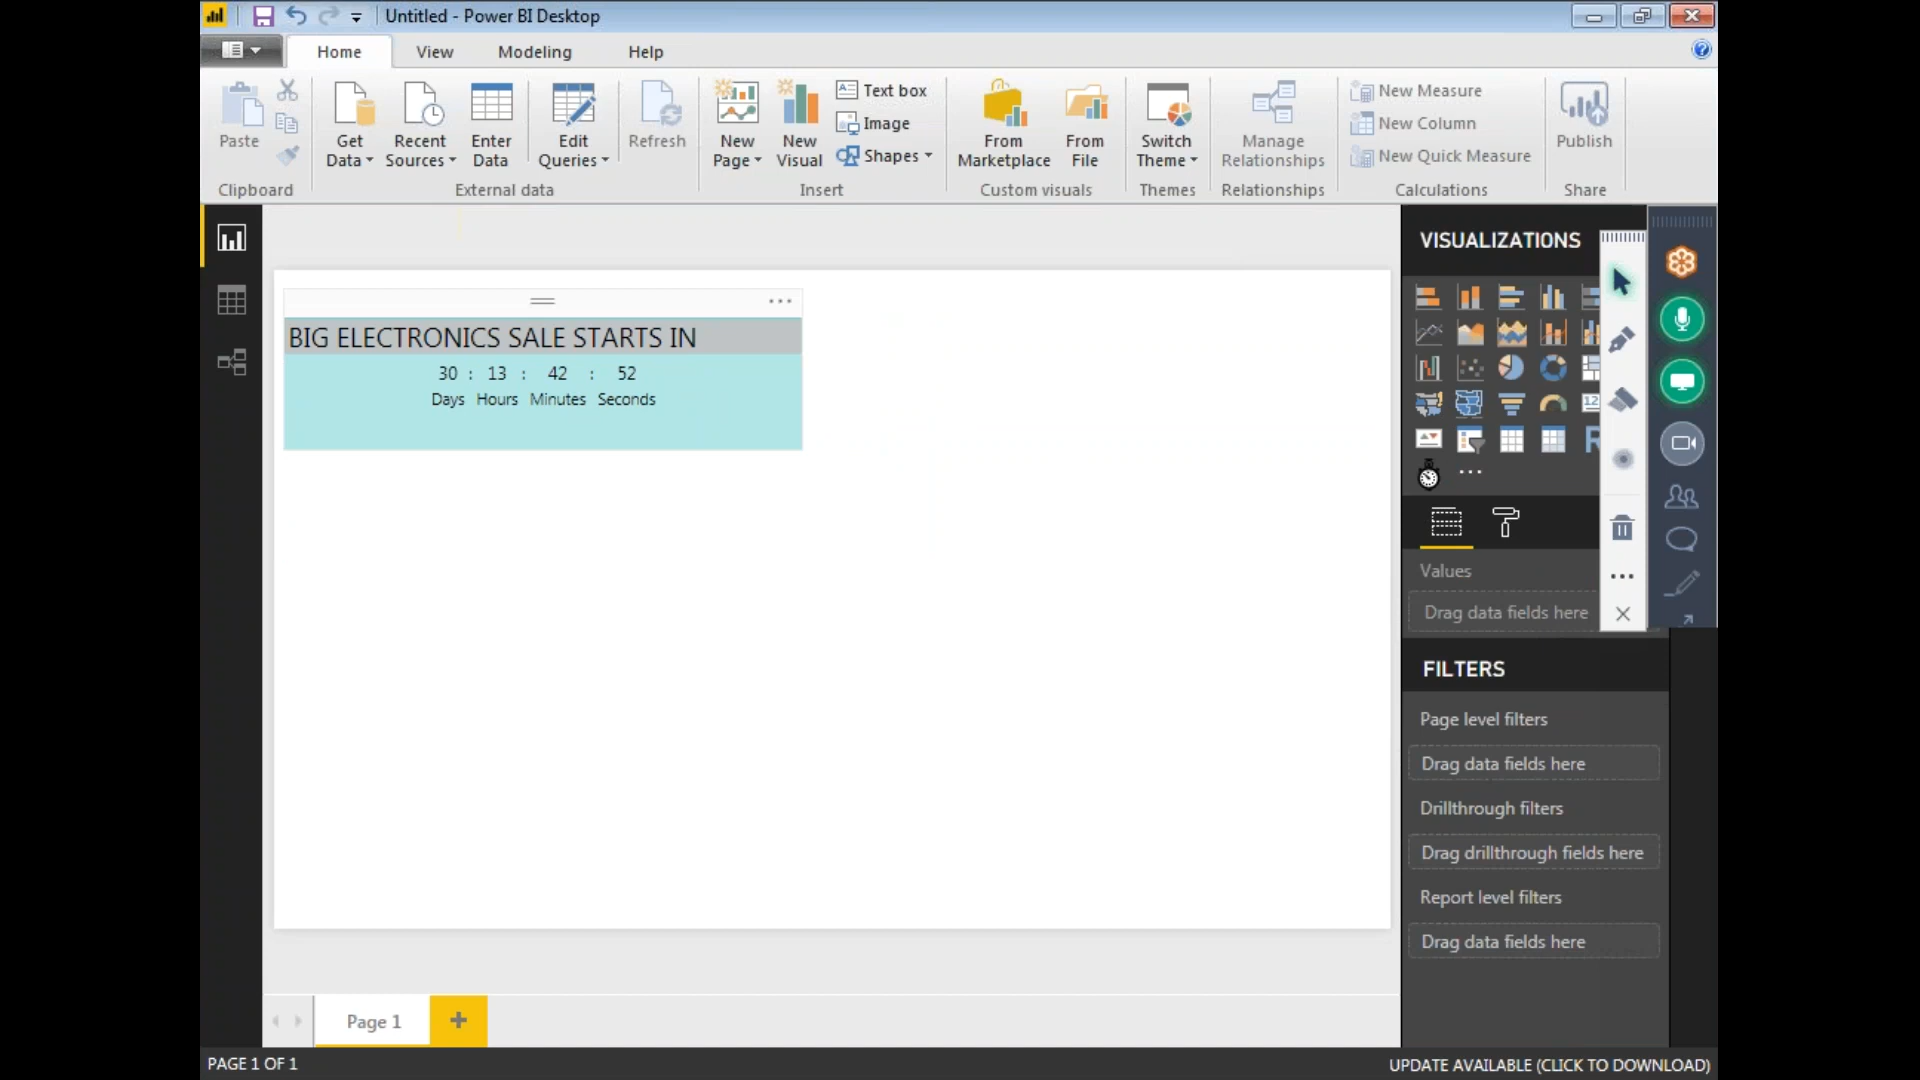 Untitled - Power BI Desktop
Home View Modeling Help
Paste
Get Data
Recent Sources
Enter Data
Edit Queries
Refresh
New Page
New Visual
Text box
Image
Shapes
From Marketplace
From File
Switch Theme
Manage Relationships
New Measure
New Column
New Quick Measure
Publish
Clipboard External data Insert Custom visuals Themes Relationships Calculations Share
BIG ELECTRONICS SALE STARTS IN
30 : 13 : 42 : 52
Days Hours Minutes Seconds
VISUALIZATIONS
Values
Drag data fields here
FILTERS
Page level filters
Drag data fields here
Drillthrough filters
Drag drillthrough fields here
Report level filters
Drag data fields here
Page 1
PAGE 1 OF 1
UPDATE AVAILABLE (CLICK TO DOWNLOAD)